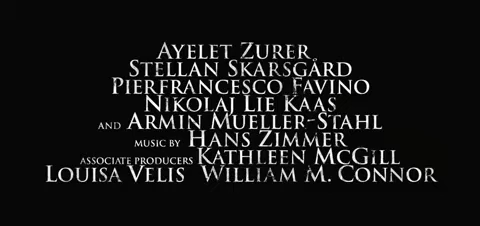 Ayelet Zurer
Stellan Skarsgård
Pierfrancesco Favino
Nikolaj Lie Kaas
and Armin Mueller-Stahl
music by Hans Zimmer
associate producers Kathleen McGill
Louisa Velis William M. Connor